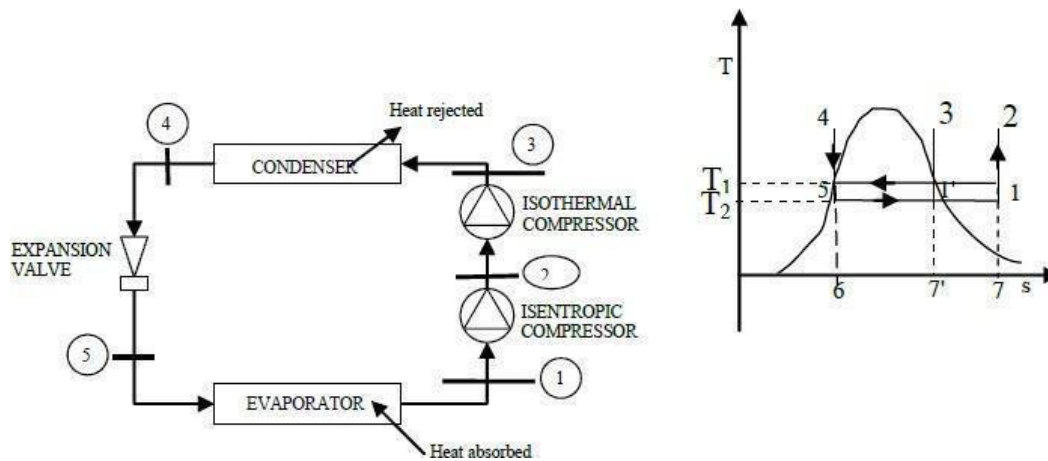 Heat rejected
4
CONDENSER
3
ISOTHERMAL
COMPRESSOR
EXPANSION
VALVE
2
ISENTROPIC
COMPRESSOR
5
1
EVAPORATOR
Heat absorbed
T
4
3
2
T1
5
1'
1
T2
6
7'
7
s